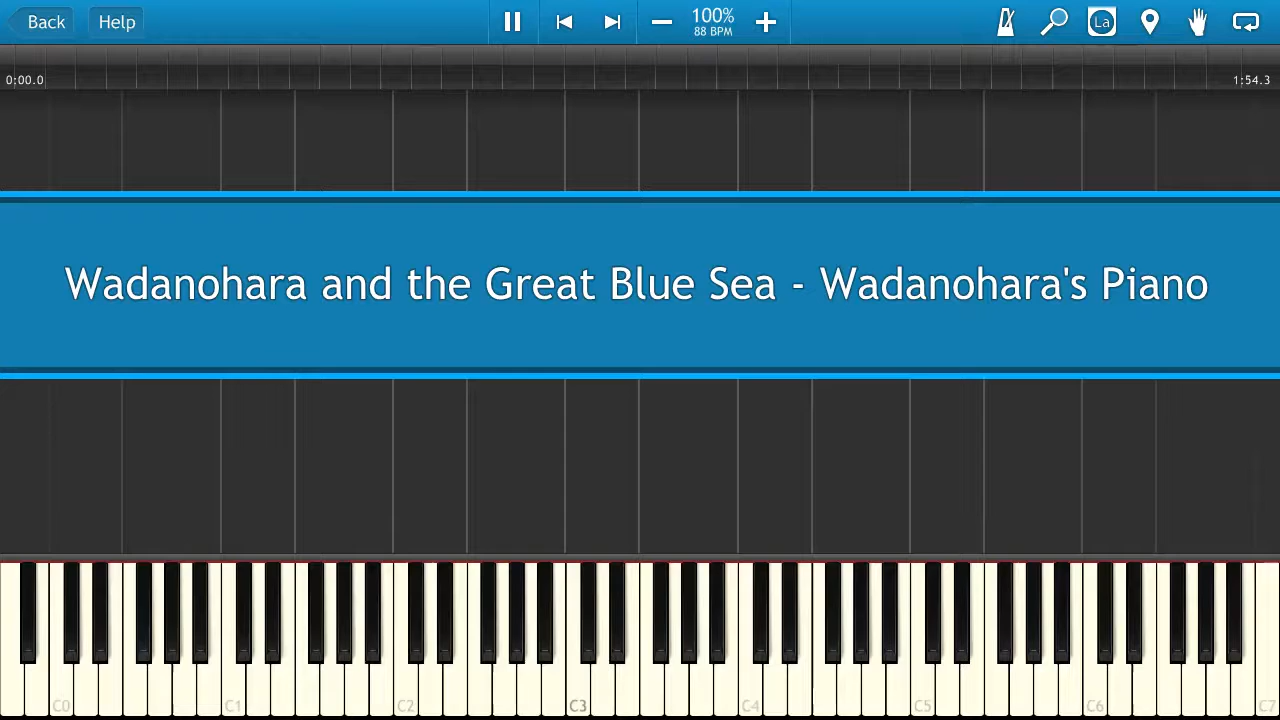 Back Help 100% La
88 BPM
0:00.0 1:54.3
Wadanohara and the Great Blue Sea - Wadanohara's Piano
C0 C1 C2 C3 C4 C5 C6 C7